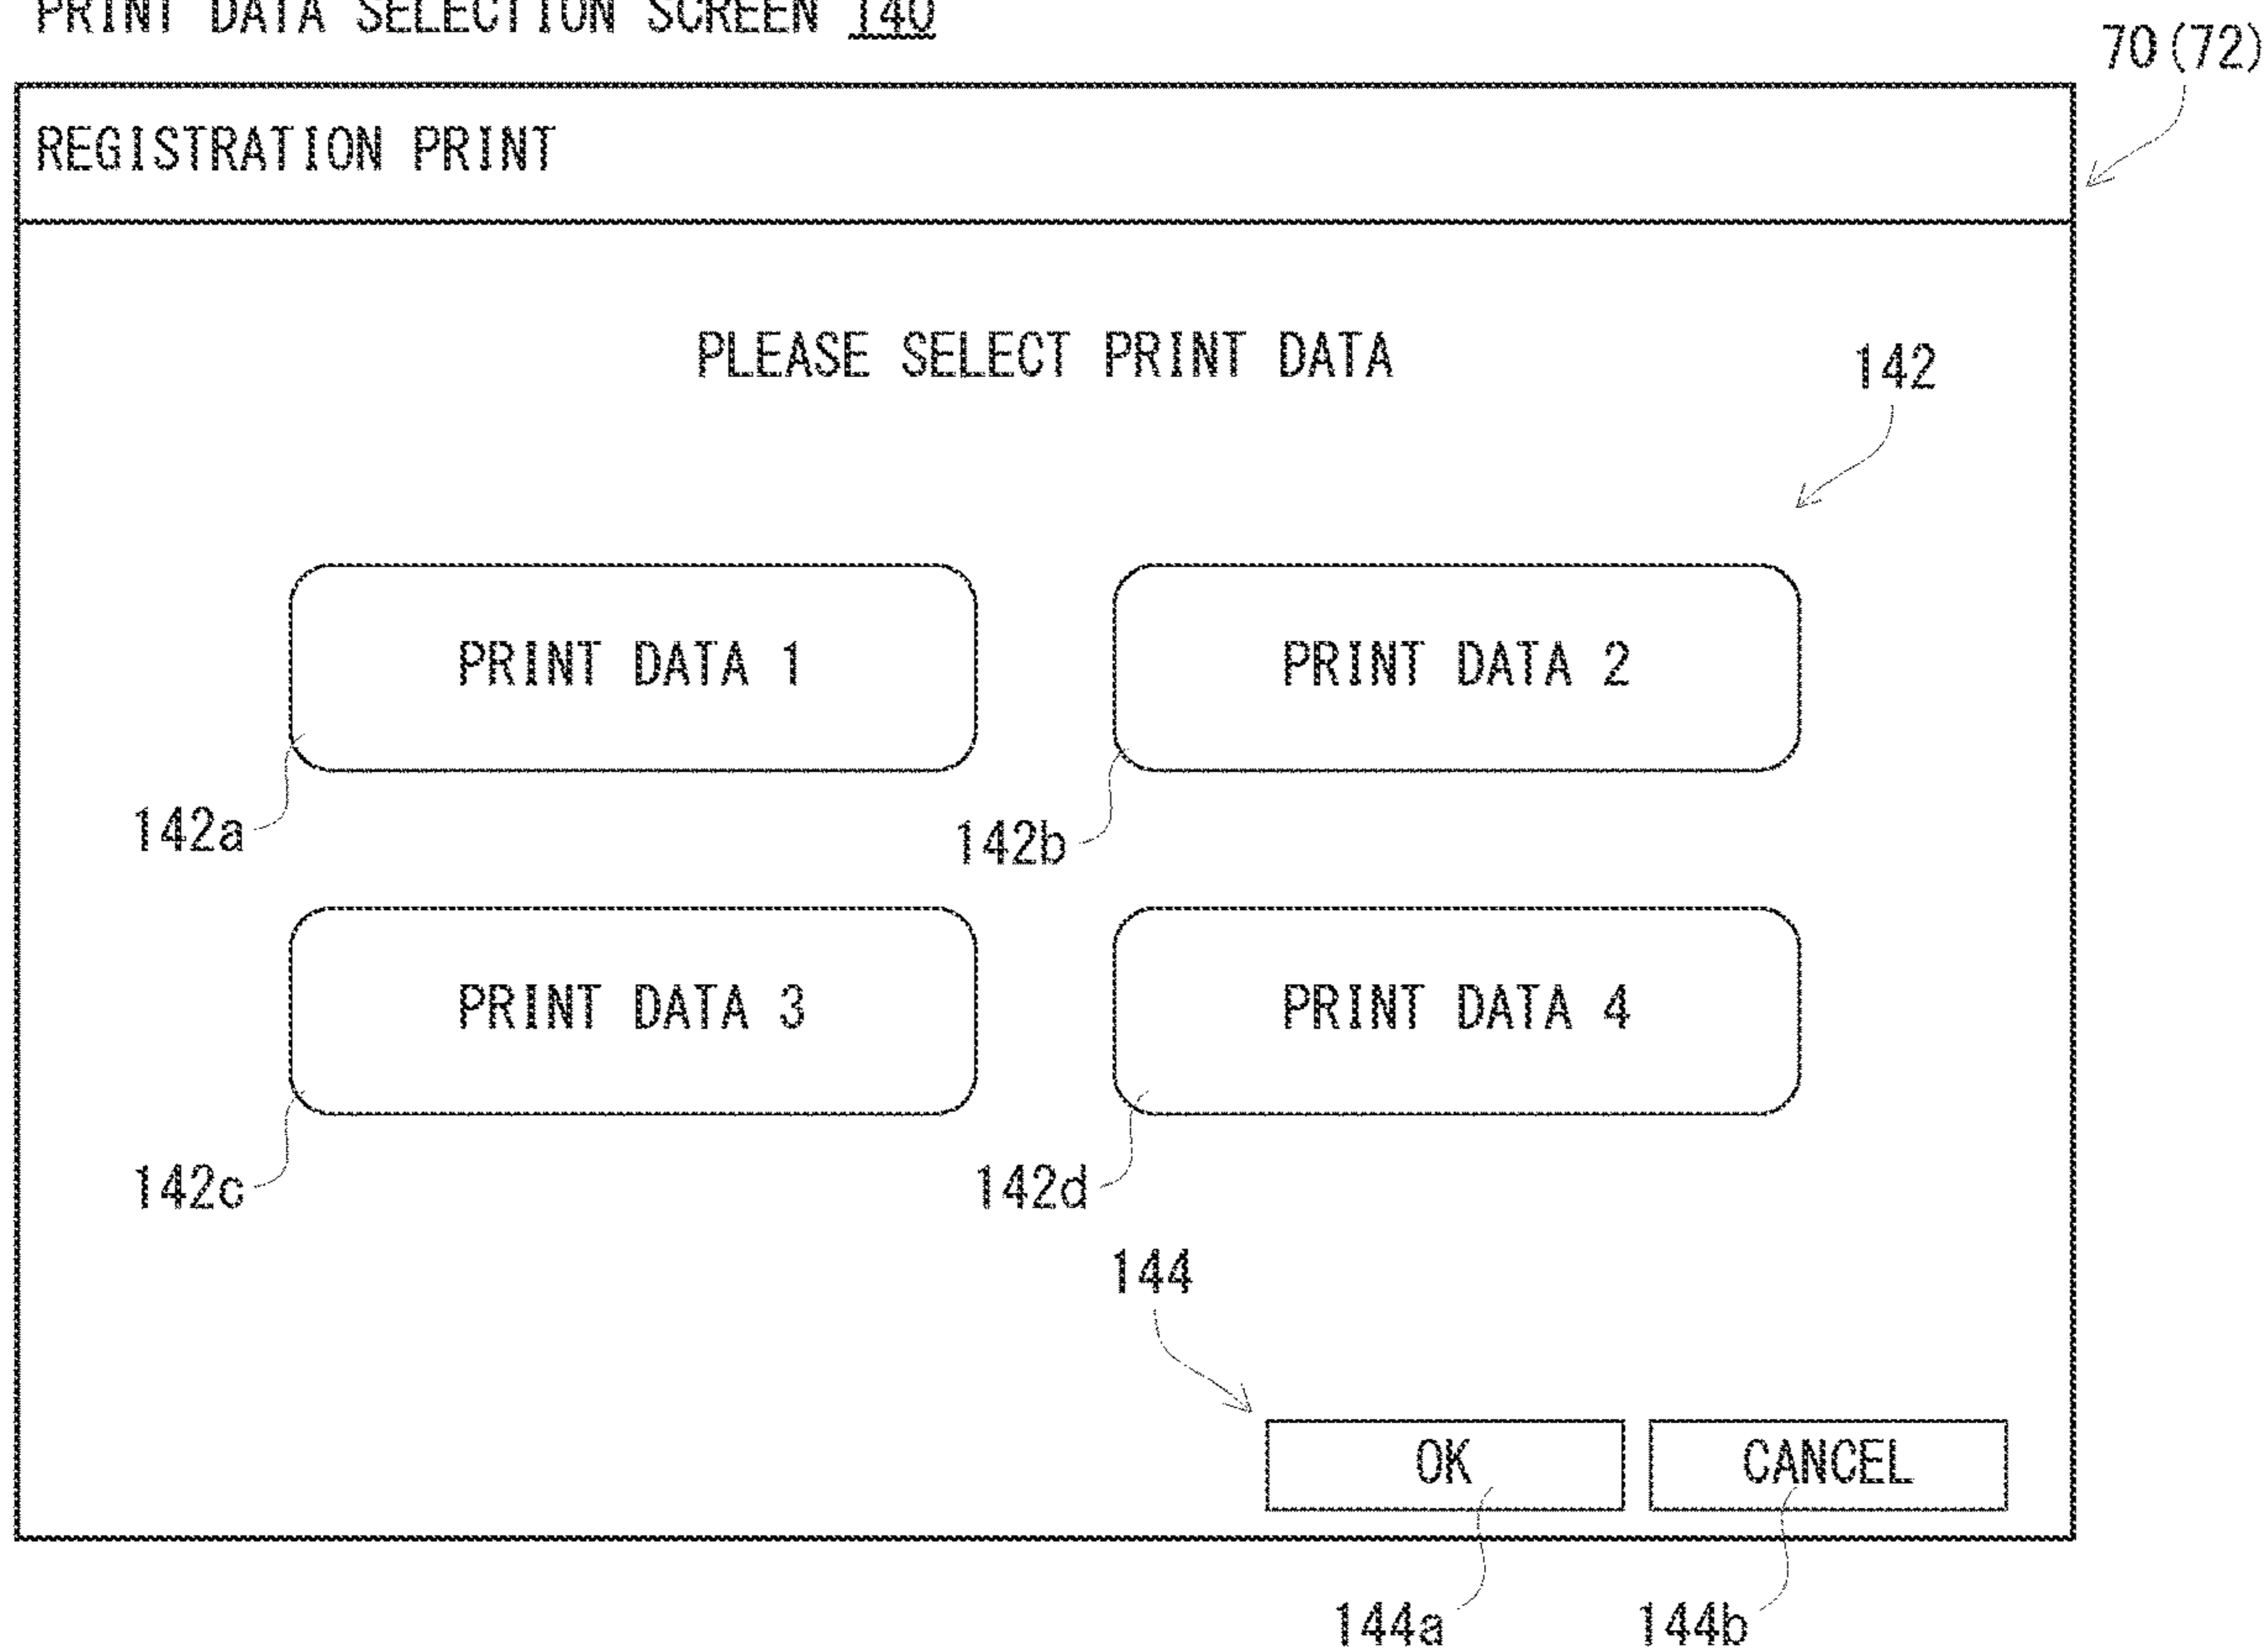 PRINT DATA SELECTION SCREEN 140
70(72)
REGISTRATION PRINT
PLEASE SELECT PRINT DATA
142
PRINT DATA 1
PRINT DATA 2
142a
142b
PRINT DATA 3
PRINT DATA 4
142c
142d
144
OK
CANCEL
144a
144b